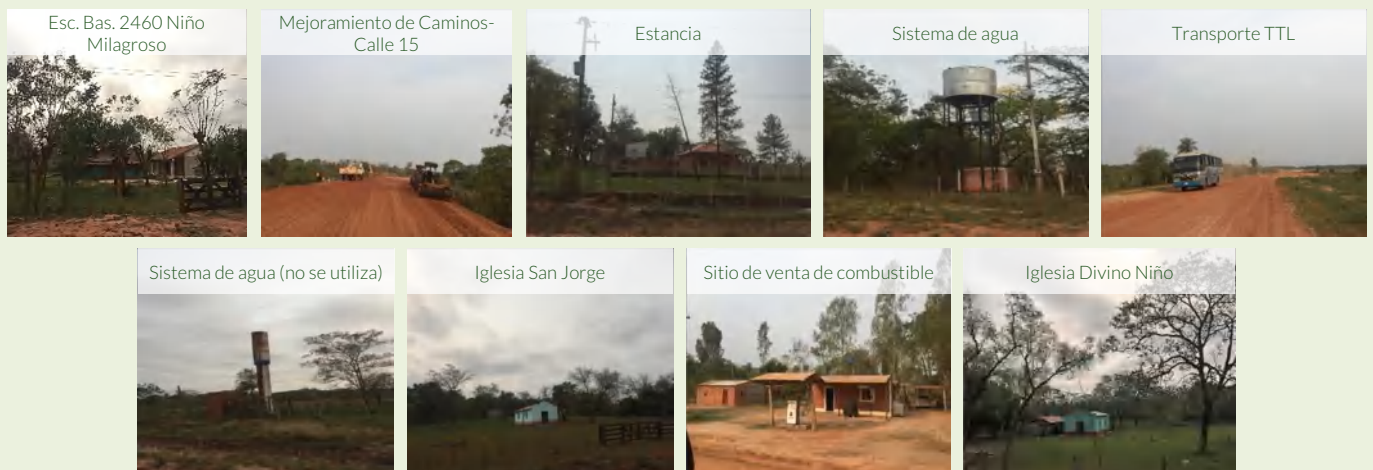 Esc. Bas. 2460 Niño
Milagroso
Mejoramiento de Caminos-
Calle 15
Estancia
Sistema de agua
Transporte TTL
Sistema de agua (no se utiliza)
Iglesia San Jorge
Sitio de venta de combustible
Iglesia Divino Niño